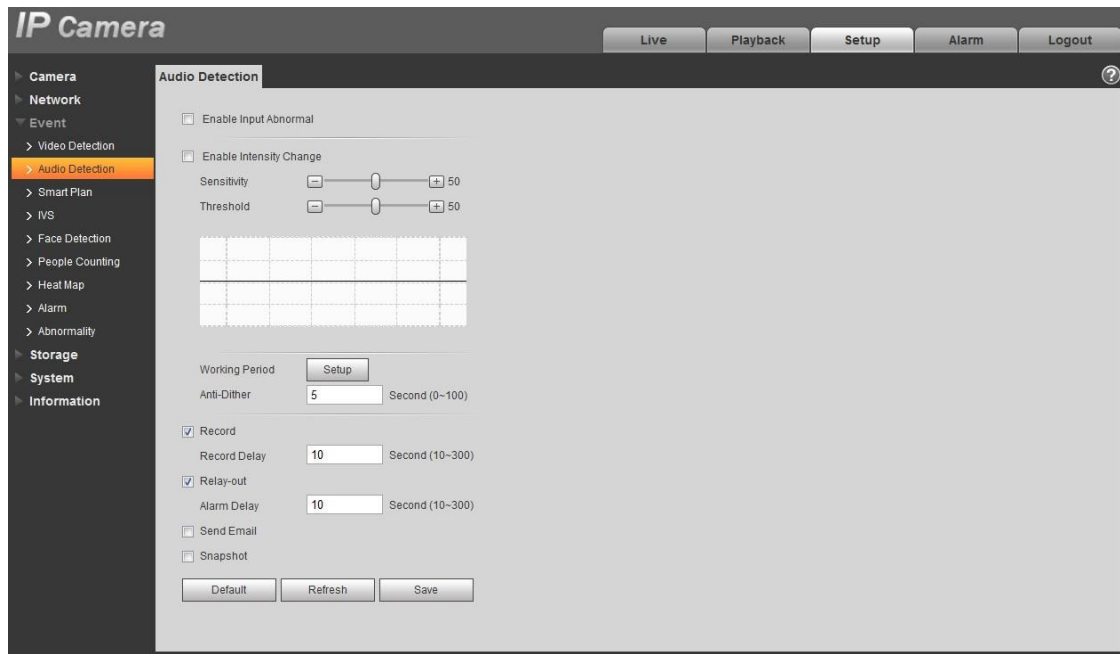 IP Camera
Live
Playback
Setup
Alarm
Logout
Camera
Network
Event
Video Detection
Audio Detection
Smart Plan
IVS
Face Detection
People Counting
Heat Map
Alarm
Abnormality
Storage
System
Information
Audio Detection
?
Enable Input Abnormal
Enable Intensity Change
Sensitivity 50
Threshold 50
Working Period Setup
Anti-Dither 5 Second (0~100)
Record
Record Delay 10 Second (10~300)
Relay-out
Alarm Delay 10 Second (10~300)
Send Email
Snapshot
Default Refresh Save